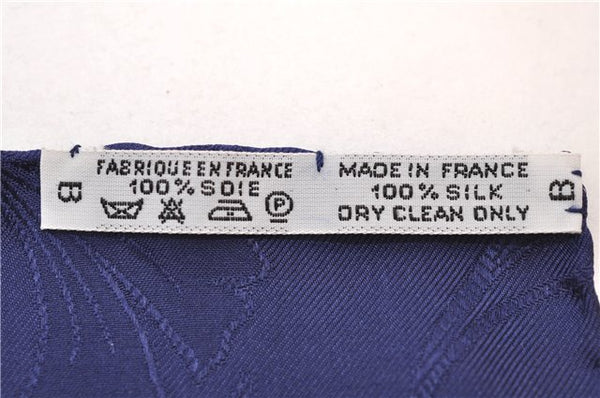 B
FABRIQUE EN FRANCE
100% SOIE
P
MADE IN FRANCE
100% SILK
DRY CLEAN ONLY
B